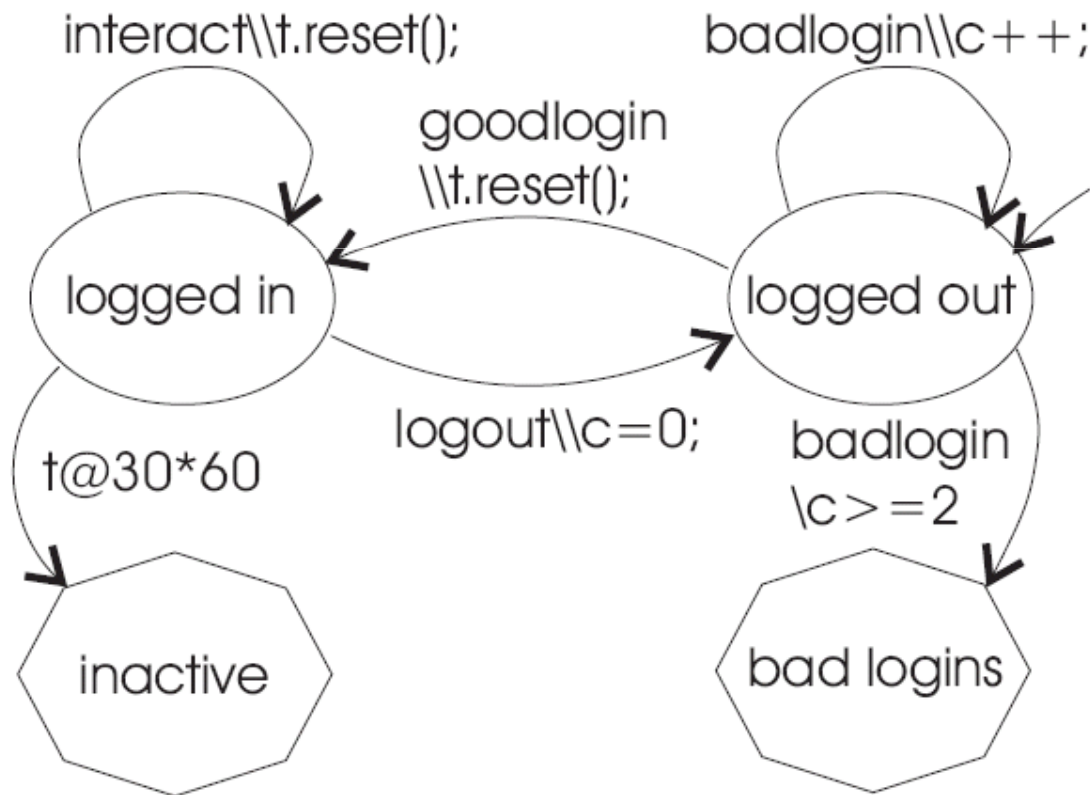 interact\\t.reset();
badlogin\\c++;
goodlogin
\\t.reset();
logged in
logged out
logout\\c=0;
t@30*60
badlogin
\c>=2
inactive
bad logins